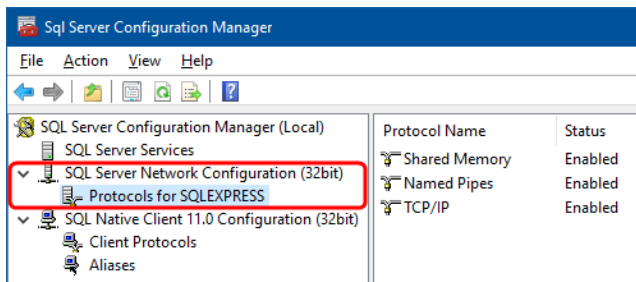 Sql Server Configuration Manager
File Action View Help
SQL Server Configuration Manager (Local)
SQL Server Services
SQL Server Network Configuration (32bit)
Protocols for SQLEXPRESS
SQL Native Client 11.0 Configuration (32bit)
Client Protocols
Aliases
Protocol Name Status
Shared Memory Enabled
Named Pipes Enabled
TCP/IP Enabled